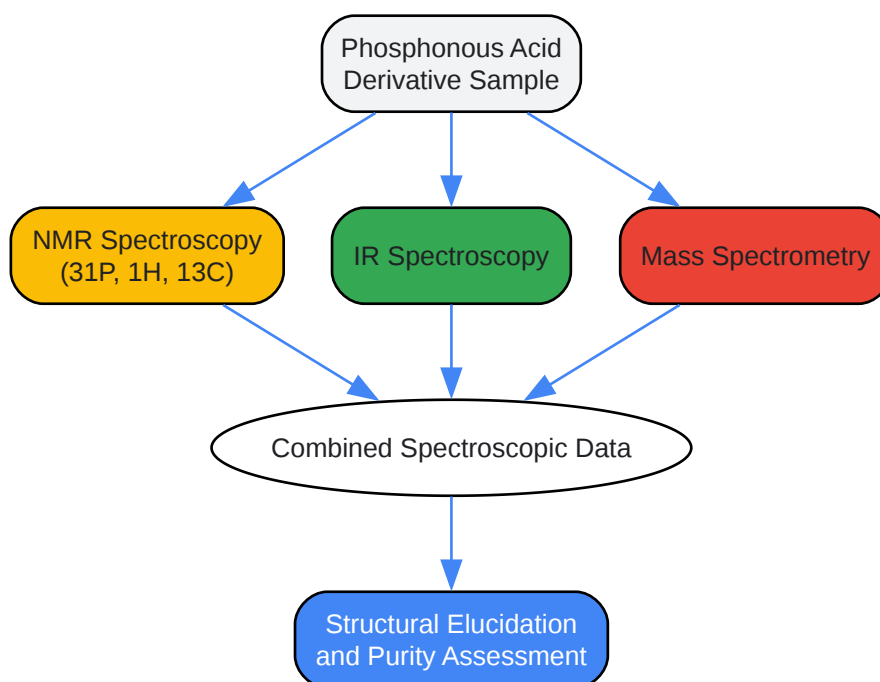 Phosphonous Acid
Derivative Sample
NMR Spectroscopy
(31P, 1H, 13C)
IR Spectroscopy
Mass Spectrometry
Combined Spectroscopic Data
Structural Elucidation
and Purity Assessment